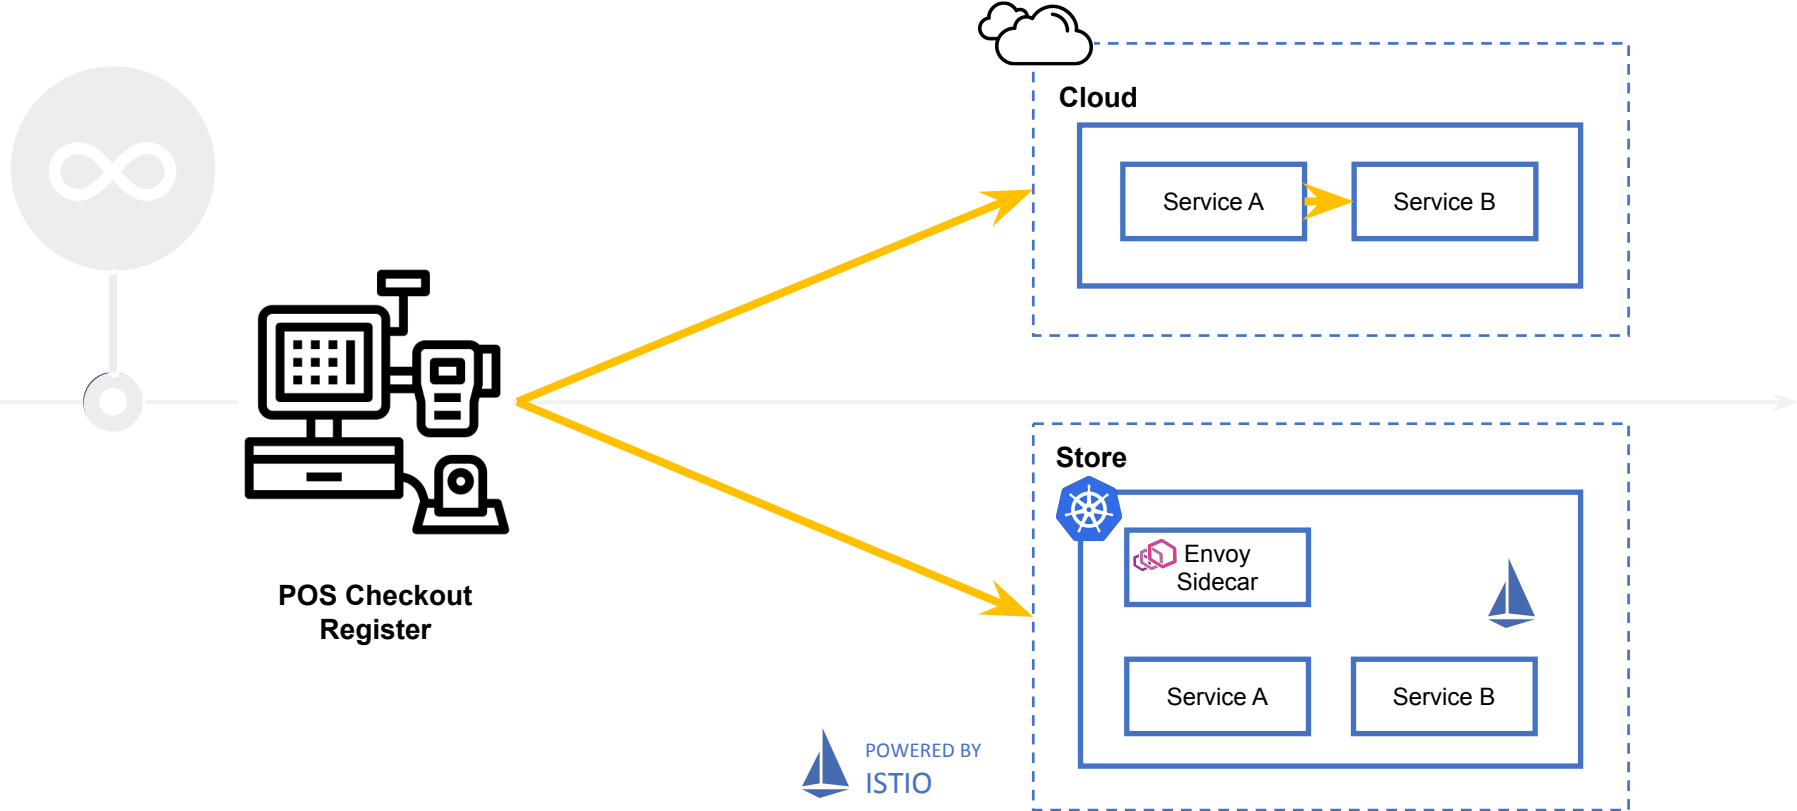 Cloud
Service A
Service B
POS Checkout
Register
Store
Envoy
Sidecar
Service A
Service B
POWERED BY
ISTIO